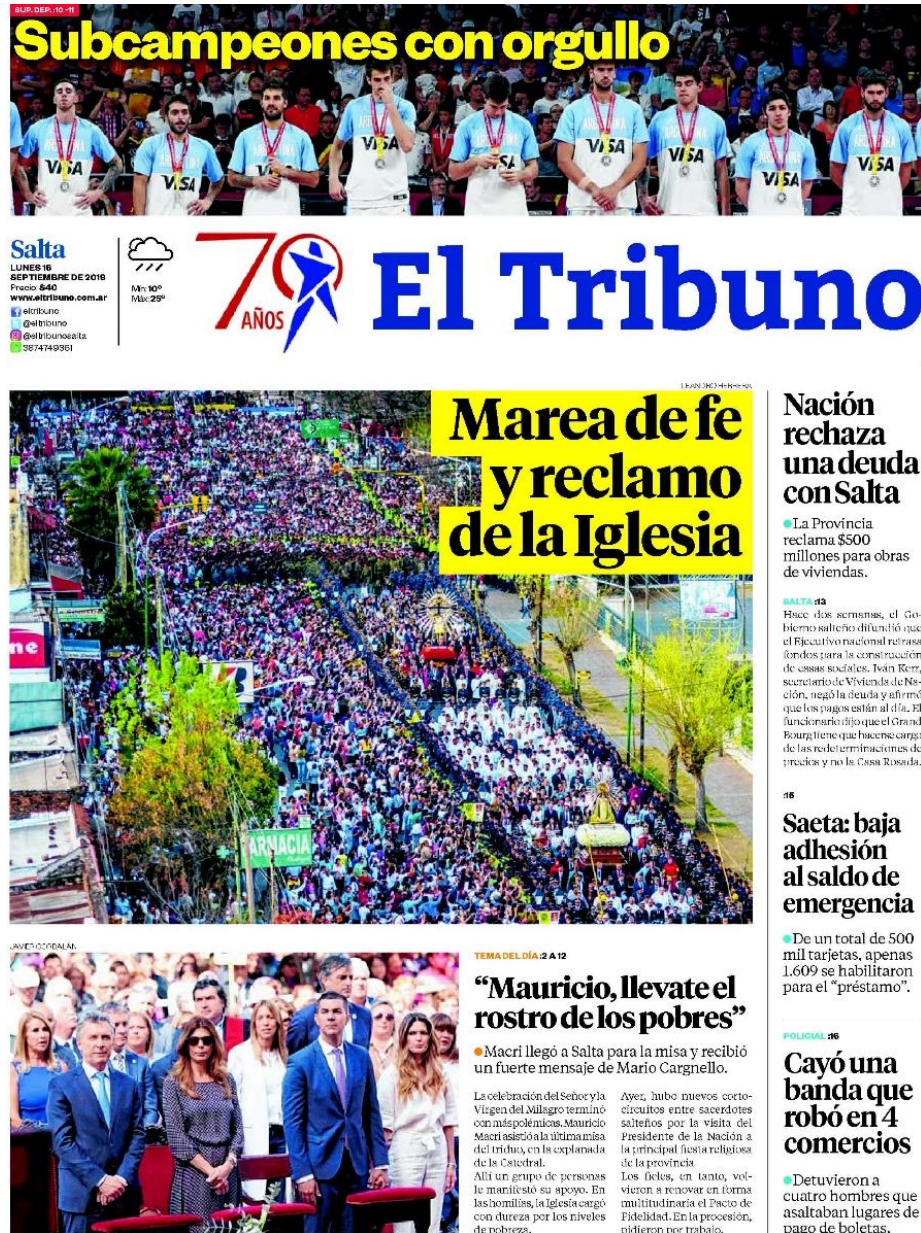 SUP. DEP. :10 -11
Subcampeones con orgullo
ARGENTINA
VISA
VISA
VISA
VISA
VISA
VISA
VISA
VISA
VISA
Salta
LUNES 16
SEPTIEMBRE DE 2019
Precio: $40
www.eltribuno.com.ar
eltribuno
@eltribuno
@eltribunosalta
3874749361
Mín: 10°
Máx: 25°
70
AÑOS
El Tribuno
LEANDRO HERRERA
Marea de fe
y reclamo
de la Iglesia
ARMACIA
Nación
rechaza
una deuda
con Salta
La Provincia
reclama $500
millones para obras
de viviendas.
SALTA :13
Hace dos semanas, el Go-
bierno salteño difundió que
el Ejecutivo nacional retrasa
fondos para la construcción
de casas sociales. Iván Kerr,
secretario de Vivienda de Na-
ción, negó la deuda y afirmó
que los pagos están al día. El
funcionario dijo que el Grand
Bourg tiene que hacerse cargo
de las redeterminaciones de
precios y no la Casa Rosada.
:15
Saeta: baja
adhesión
al saldo de
emergencia
De un total de 500
mil tarjetas, apenas
1.609 se habilitaron
para el “préstamo”.
POLICIAL :16
Cayó una
banda que
robó en 4
comercios
Detuvieron a
cuatro hombres que
asaltaban lugares de
pago de boletas.
JAVIER CORBALÁN
TEMA DEL DÍA :2 A 12
“Mauricio, llevate el
rostro de los pobres”
Macri llegó a Salta para la misa y recibió
un fuerte mensaje de Mario Cargnello.
La celebración del Señor y la
Virgen del Milagro terminó
con más polémicas. Mauricio
Macri asistió a la última misa
del triduo, en la explanada
de la Catedral.
Allí un grupo de personas
le manifestó su apoyo. En
las homilías, la Iglesia cargó
con dureza por los niveles
de pobreza.
Ayer, hubo nuevos corto-
circuitos entre sacerdotes
salteños por la visita del
Presidente de la Nación a
la principal fiesta religiosa
de la provincia
Los fieles, en tanto, vol-
vieron a renovar en forma
multitudinaria el Pacto de
Fidelidad. En la procesión,
pidieron por trabajo.